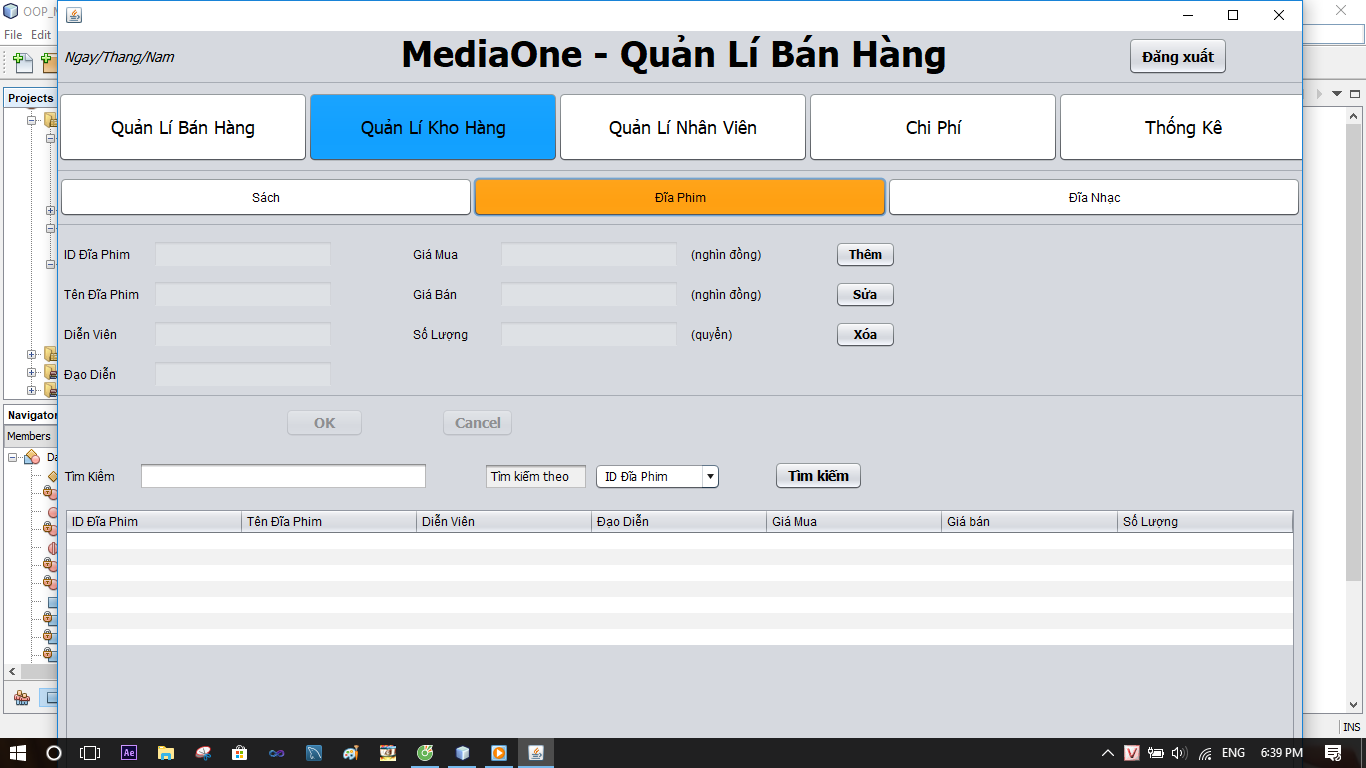 OOP_M
File Edit
Projects
Navigator
Members
Da
Ngay/Thang/Nam
MediaOne - Quản Lí Bán Hàng
Đăng xuất
Quản Lí Bán Hàng
Quản Lí Kho Hàng
Quản Lí Nhân Viên
Chi Phí
Thống Kê
Sách
Đĩa Phim
Đĩa Nhạc
ID Đĩa Phim
Giá Mua
(nghìn đồng)
Thêm
Tên Đĩa Phim
Giá Bán
(nghìn đồng)
Sửa
Diễn Viên
Số Lượng
(quyển)
Xóa
Đạo Diễn
OK
Cancel
Tìm Kiếm
Tìm kiếm theo
ID Đĩa Phim
Tìm kiếm
ID Đĩa Phim
Tên Đĩa Phim
Diễn Viên
Đạo Diễn
Giá Mua
Giá bán
Số Lượng
INS
Ae
V
ENG
6:39 PM